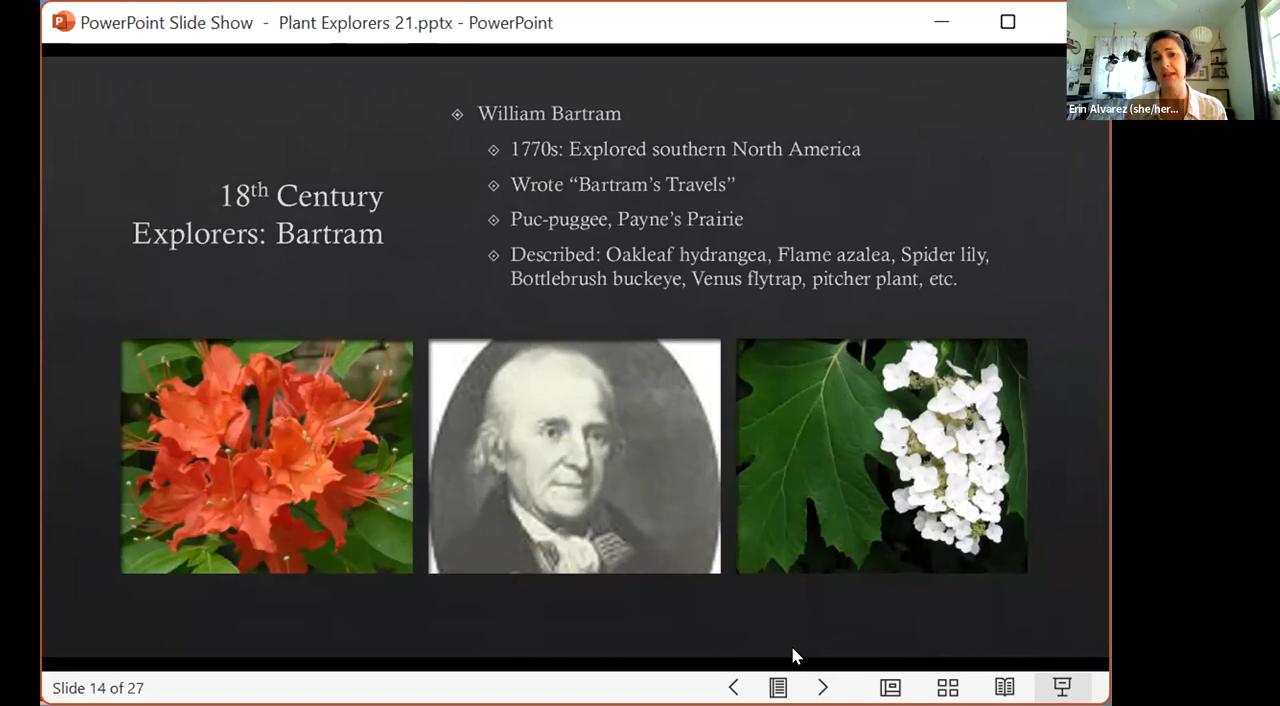 PowerPoint Slide Show - Plant Explorers 21.pptx - PowerPoint
Erin Alvarez (she/her...
18th Century
Explorers: Bartram
William Bartram
1770s: Explored southern North America
Wrote “Bartram’s Travels”
Puc-puggee, Payne’s Prairie
Described: Oakleaf hydrangea, Flame azalea, Spider lily,
Bottlebrush buckeye, Venus flytrap, pitcher plant, etc.
Slide 14 of 27